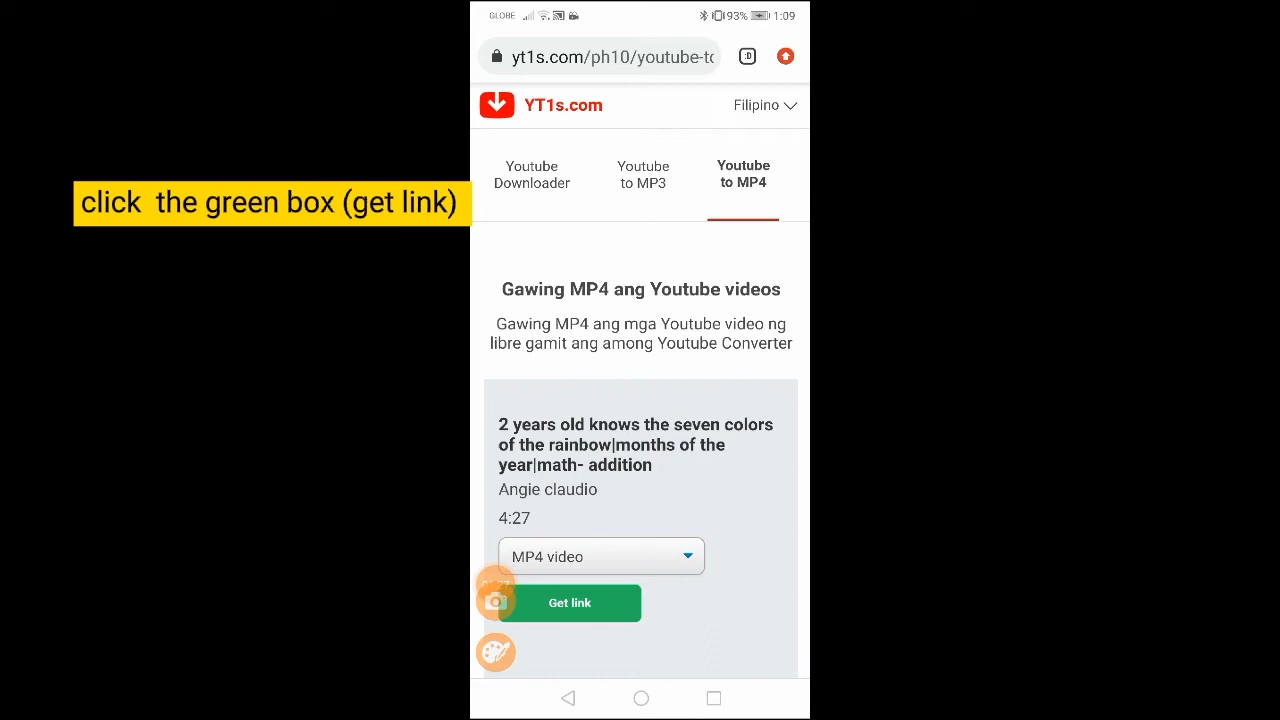 GLOBE
93%
1:09
yt1s.com/ph10/youtube-to
:D
YT1s.com
Filipino
Youtube
Downloader
Youtube
to MP3
Youtube
to MP4
click the green box (get link)
Gawing MP4 ang Youtube videos
Gawing MP4 ang mga Youtube video ng
libre gamit ang among Youtube Converter
2 years old knows the seven colors
of the rainbow|months of the
year|math- addition
Angie claudio
4:27
MP4 video
Get link